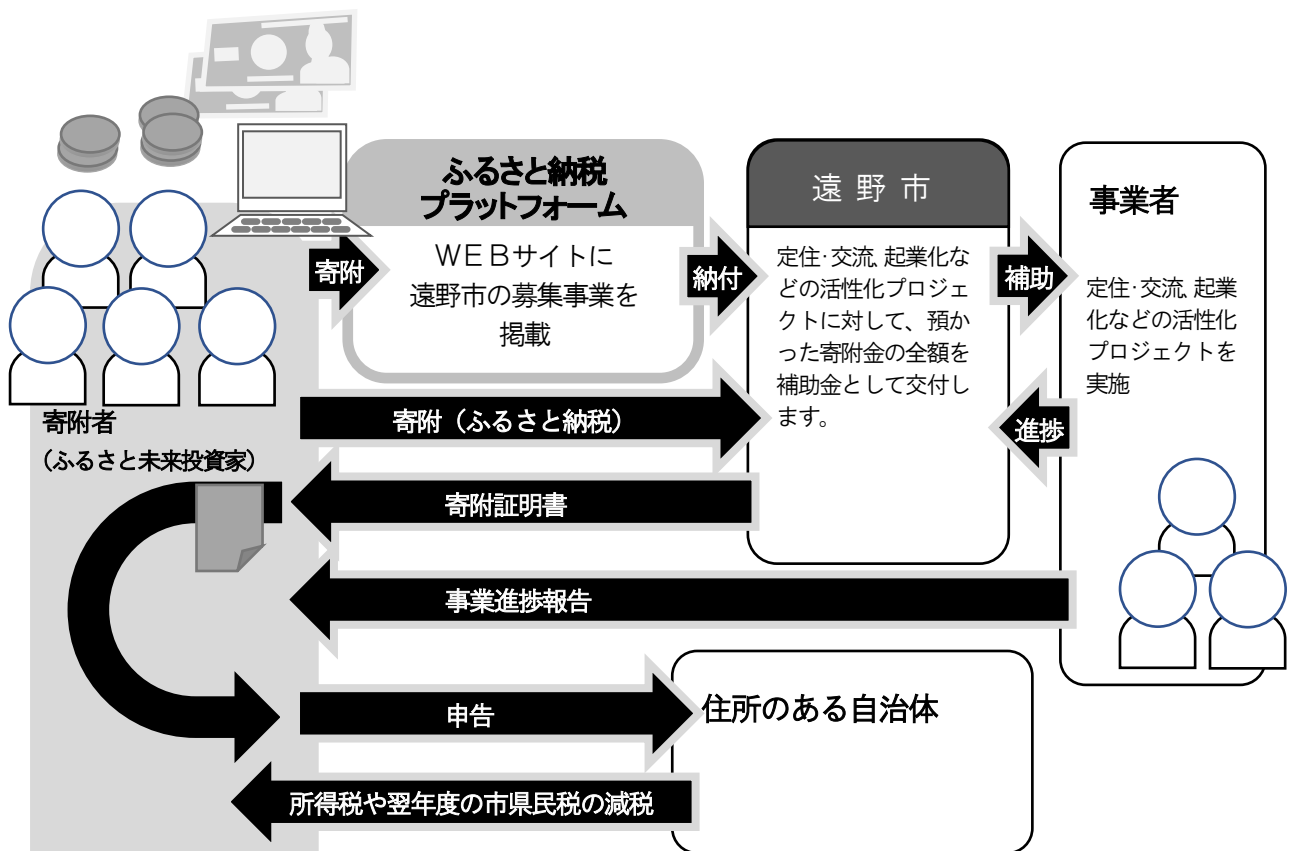 ふるさと納税
プラットフォーム
ＷＥＢサイトに
遠野市の募集事業を
掲載
寄附
納付
遠野市
定住・交流、起業化な
どの活性化プロジェ
クトに対して、預か
った寄附金の全額を
補助金として交付し
ます。
補助
進捗
事業者
定住・交流、起業
化などの活性化
プロジェクトを
実施
寄附者
（ふるさと未来投資家）
寄附（ふるさと納税）
寄附証明書
事業進捗報告
申告
住所のある自治体
所得税や翌年度の市県民税の減税